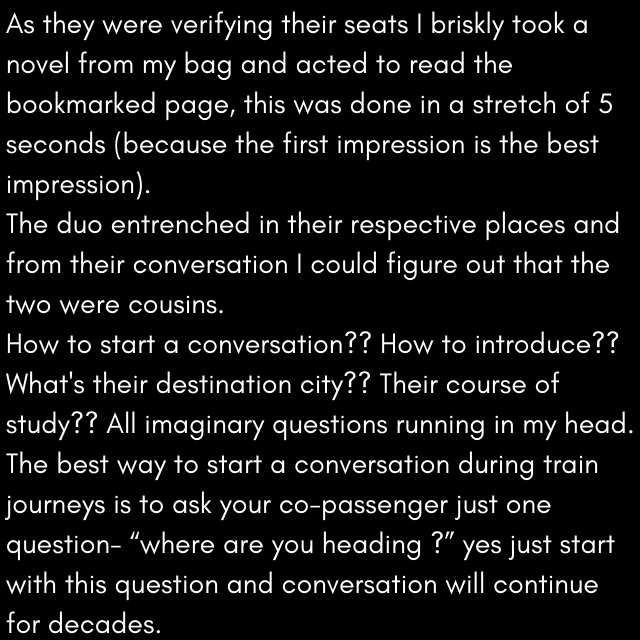 As they were verifying their seats I briskly took a
novel from my bag and acted to read the
bookmarked page, this was done in a stretch of 5
seconds (because the first impression is the best
impression).
The duo entrenched in their respective places and
from their conversation I could figure out that the
two were cousins.
How to start a conversation?? How to introduce??
What's their destination city?? Their course of
study?? All imaginary questions running in my head.
The best way to start a conversation during train
journeys is to ask your co-passenger just one
question- “where are you heading ?” yes just start
with this question and conversation will continue
for decades.